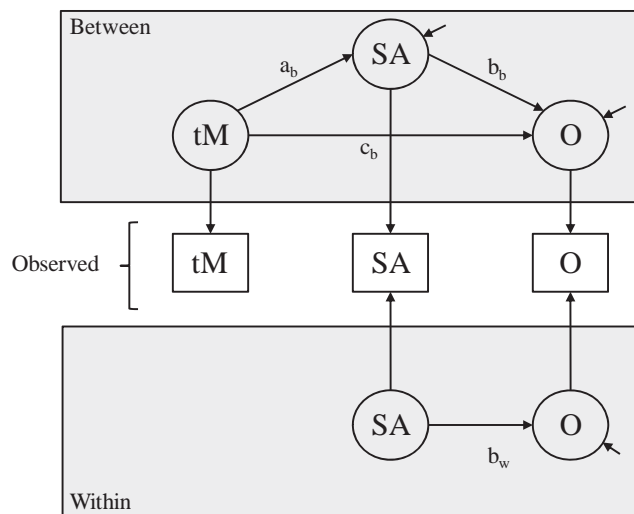 Between
SA
a_b
b_b
tM
O
c_b
Observed
tM
SA
O
SA
O
b_w
Within